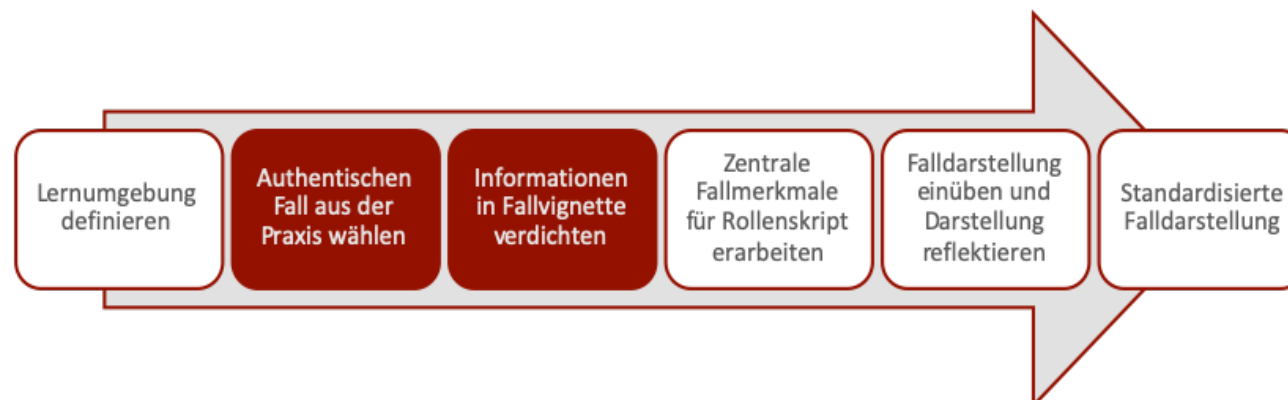 Lernumgebung
definieren
Authentischen
Fall aus der
Praxis wählen
Informationen
in Fallvignette
verdichten
Zentrale
Fallmerkmale
für Rollenskript
erarbeiten
Falldarstellung
einüben und
Darstellung
reflektieren
Standardisierte
Falldarstellung